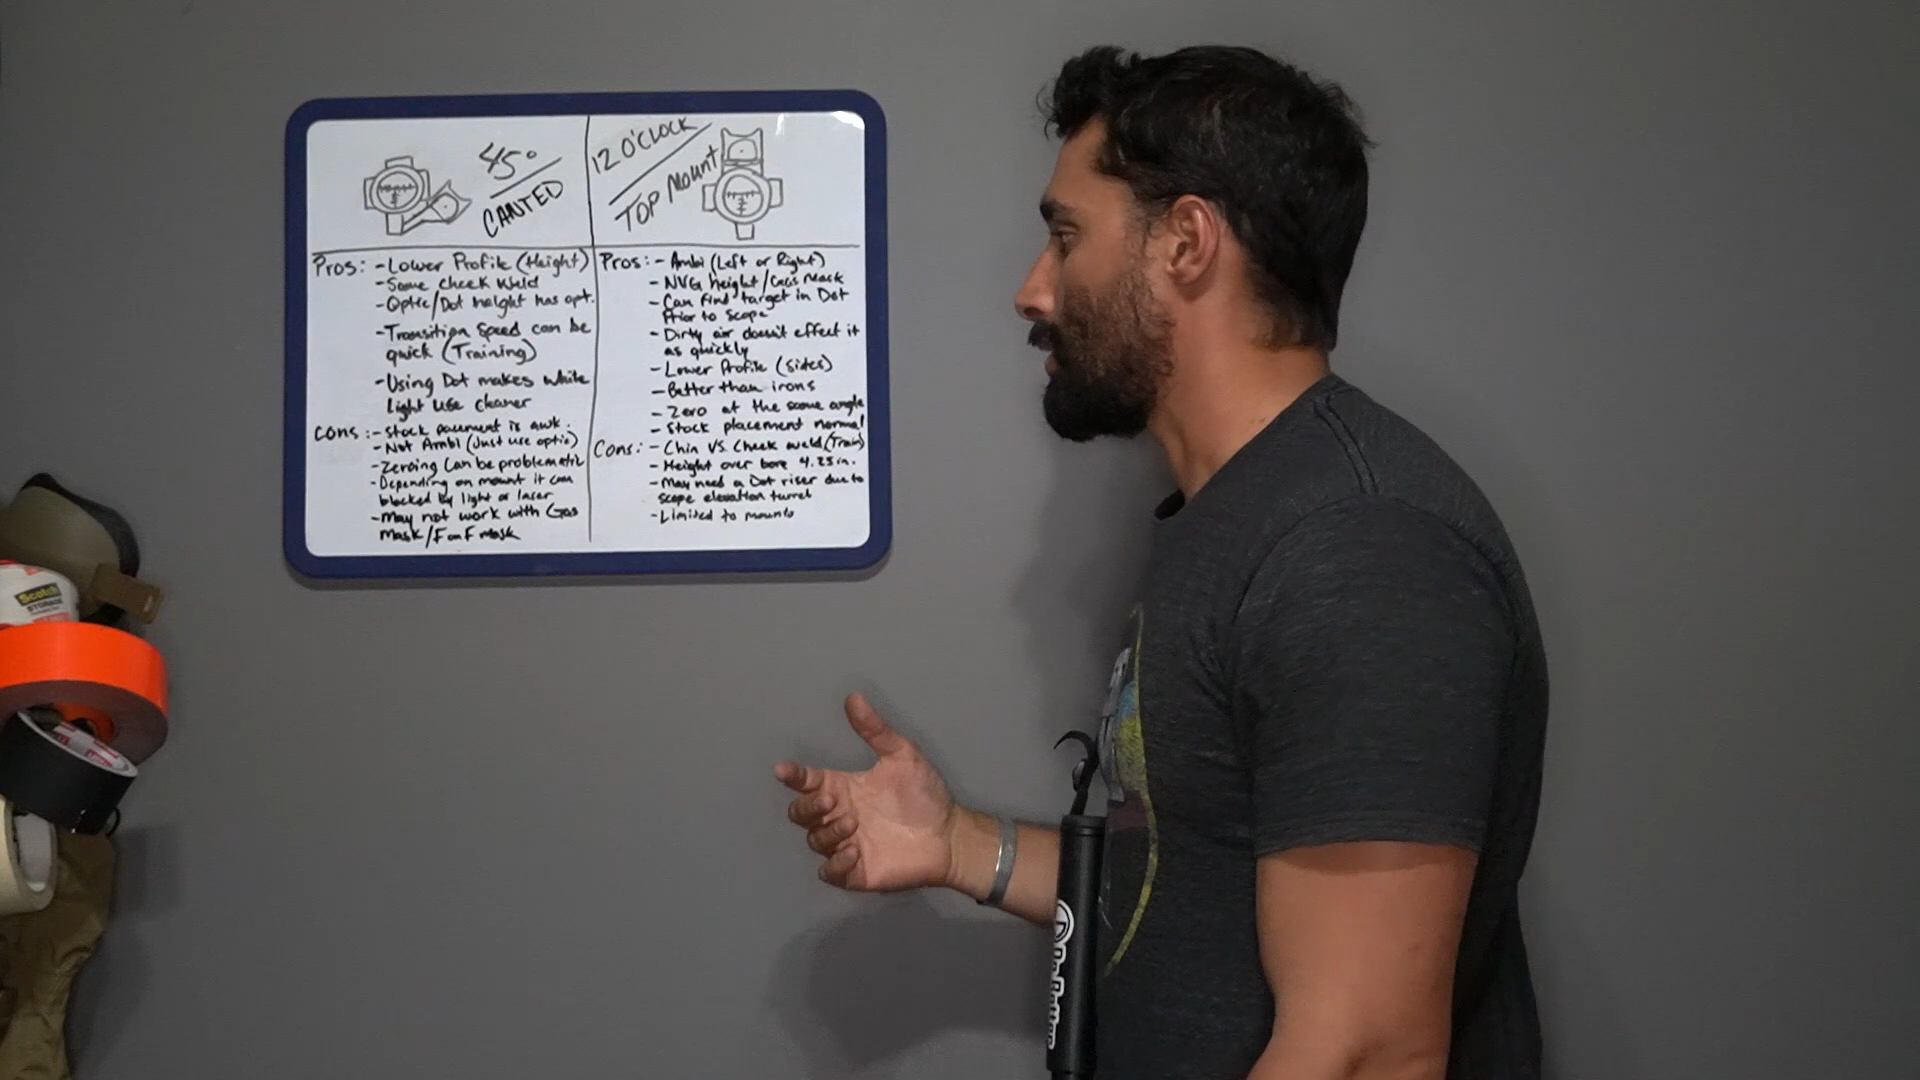 45°
CANTED
12 O'CLOCK
TOP Mount
Pros: - Lower Profile (Height)
- Same cheek weld
- Optic/Dot height has opt.
- Transition Speed can be
quick (Training)
- Using Dot makes white
Light Use cleaner
Cons: - Stock pacement is awk.
- Not Ambi (Just use optic)
- Zeroing Can be problematic
- Depending on mount it can
blocked by light or laser
- May not work with Gas
Mask/FonF mask
Pros: - Ambi (Left or Right)
- NVG height/Gas Mask
- Can find target in Dot
Prior to Scope
- Dirty air doesn't effect it
as quickly
- Lower Profile (Sides)
- Better than irons
- Zero at the same angle
- Stock placement normal
Cons: - Chin VS. Cheek weld (Train)
- Height over bore 4.25in.
- May need a Dot riser due to
scope elevation turret
- Limited to mounts
Scotch
STORAGE